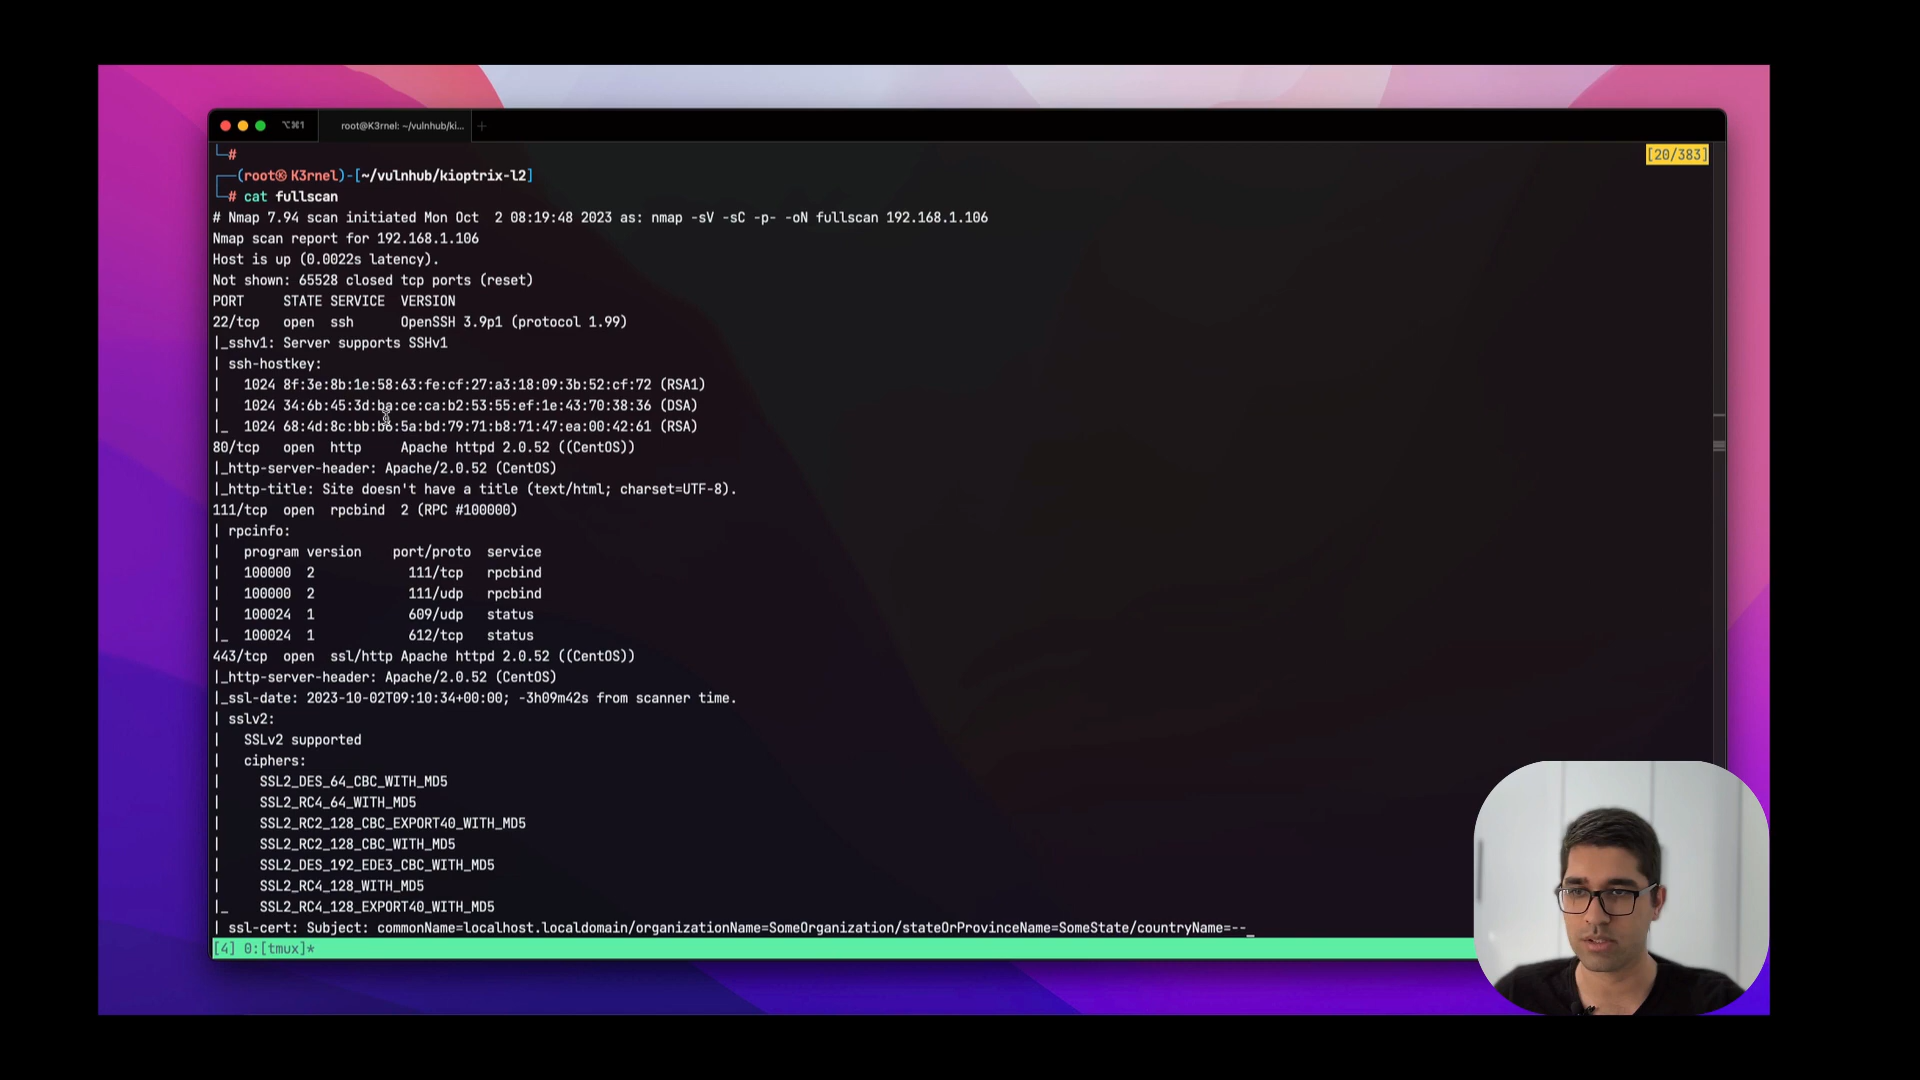 ⌥⌘1
root@K3rnel: ~/vulnhub/ki...
+
└─#
[20/383]
┌──(root㉿K3rnel)-[~/vulnhub/kioptrix-l2]
└─# cat fullscan
# Nmap 7.94 scan initiated Mon Oct  2 08:19:48 2023 as: nmap -sV -sC -p- -oN fullscan 192.168.1.106
Nmap scan report for 192.168.1.106
Host is up (0.0022s latency).
Not shown: 65528 closed tcp ports (reset)
PORT     STATE SERVICE  VERSION
22/tcp   open  ssh      OpenSSH 3.9p1 (protocol 1.99)
|_sshv1: Server supports SSHv1
| ssh-hostkey:
|   1024 8f:3e:8b:1e:58:63:fe:cf:27:a3:18:09:3b:52:cf:72 (RSA1)
|   1024 34:6b:45:3d:ba:ce:ca:b2:53:55:ef:1e:43:70:38:36 (DSA)
|_  1024 68:4d:8c:bb:b6:5a:bd:79:71:b8:71:47:ea:00:42:61 (RSA)
80/tcp   open  http     Apache httpd 2.0.52 ((CentOS))
|_http-server-header: Apache/2.0.52 (CentOS)
|_http-title: Site doesn't have a title (text/html; charset=UTF-8).
111/tcp  open  rpcbind  2 (RPC #100000)
| rpcinfo:
|   program version    port/proto  service
|   100000  2            111/tcp   rpcbind
|   100000  2            111/udp   rpcbind
|   100024  1            609/udp   status
|_  100024  1            612/tcp   status
443/tcp  open  ssl/http Apache httpd 2.0.52 ((CentOS))
|_http-server-header: Apache/2.0.52 (CentOS)
|_ssl-date: 2023-10-02T09:10:34+00:00; -3h09m42s from scanner time.
| sslv2:
|   SSLv2 supported
|   ciphers:
|     SSL2_DES_64_CBC_WITH_MD5
|     SSL2_RC4_64_WITH_MD5
|     SSL2_RC2_128_CBC_EXPORT40_WITH_MD5
|     SSL2_RC2_128_CBC_WITH_MD5
|     SSL2_DES_192_EDE3_CBC_WITH_MD5
|     SSL2_RC4_128_WITH_MD5
|_    SSL2_RC4_128_EXPORT40_WITH_MD5
| ssl-cert: Subject: commonName=localhost.localdomain/organizationName=SomeOrganization/stateOrProvinceName=SomeState/countryName=--
[4] 0:[tmux]*